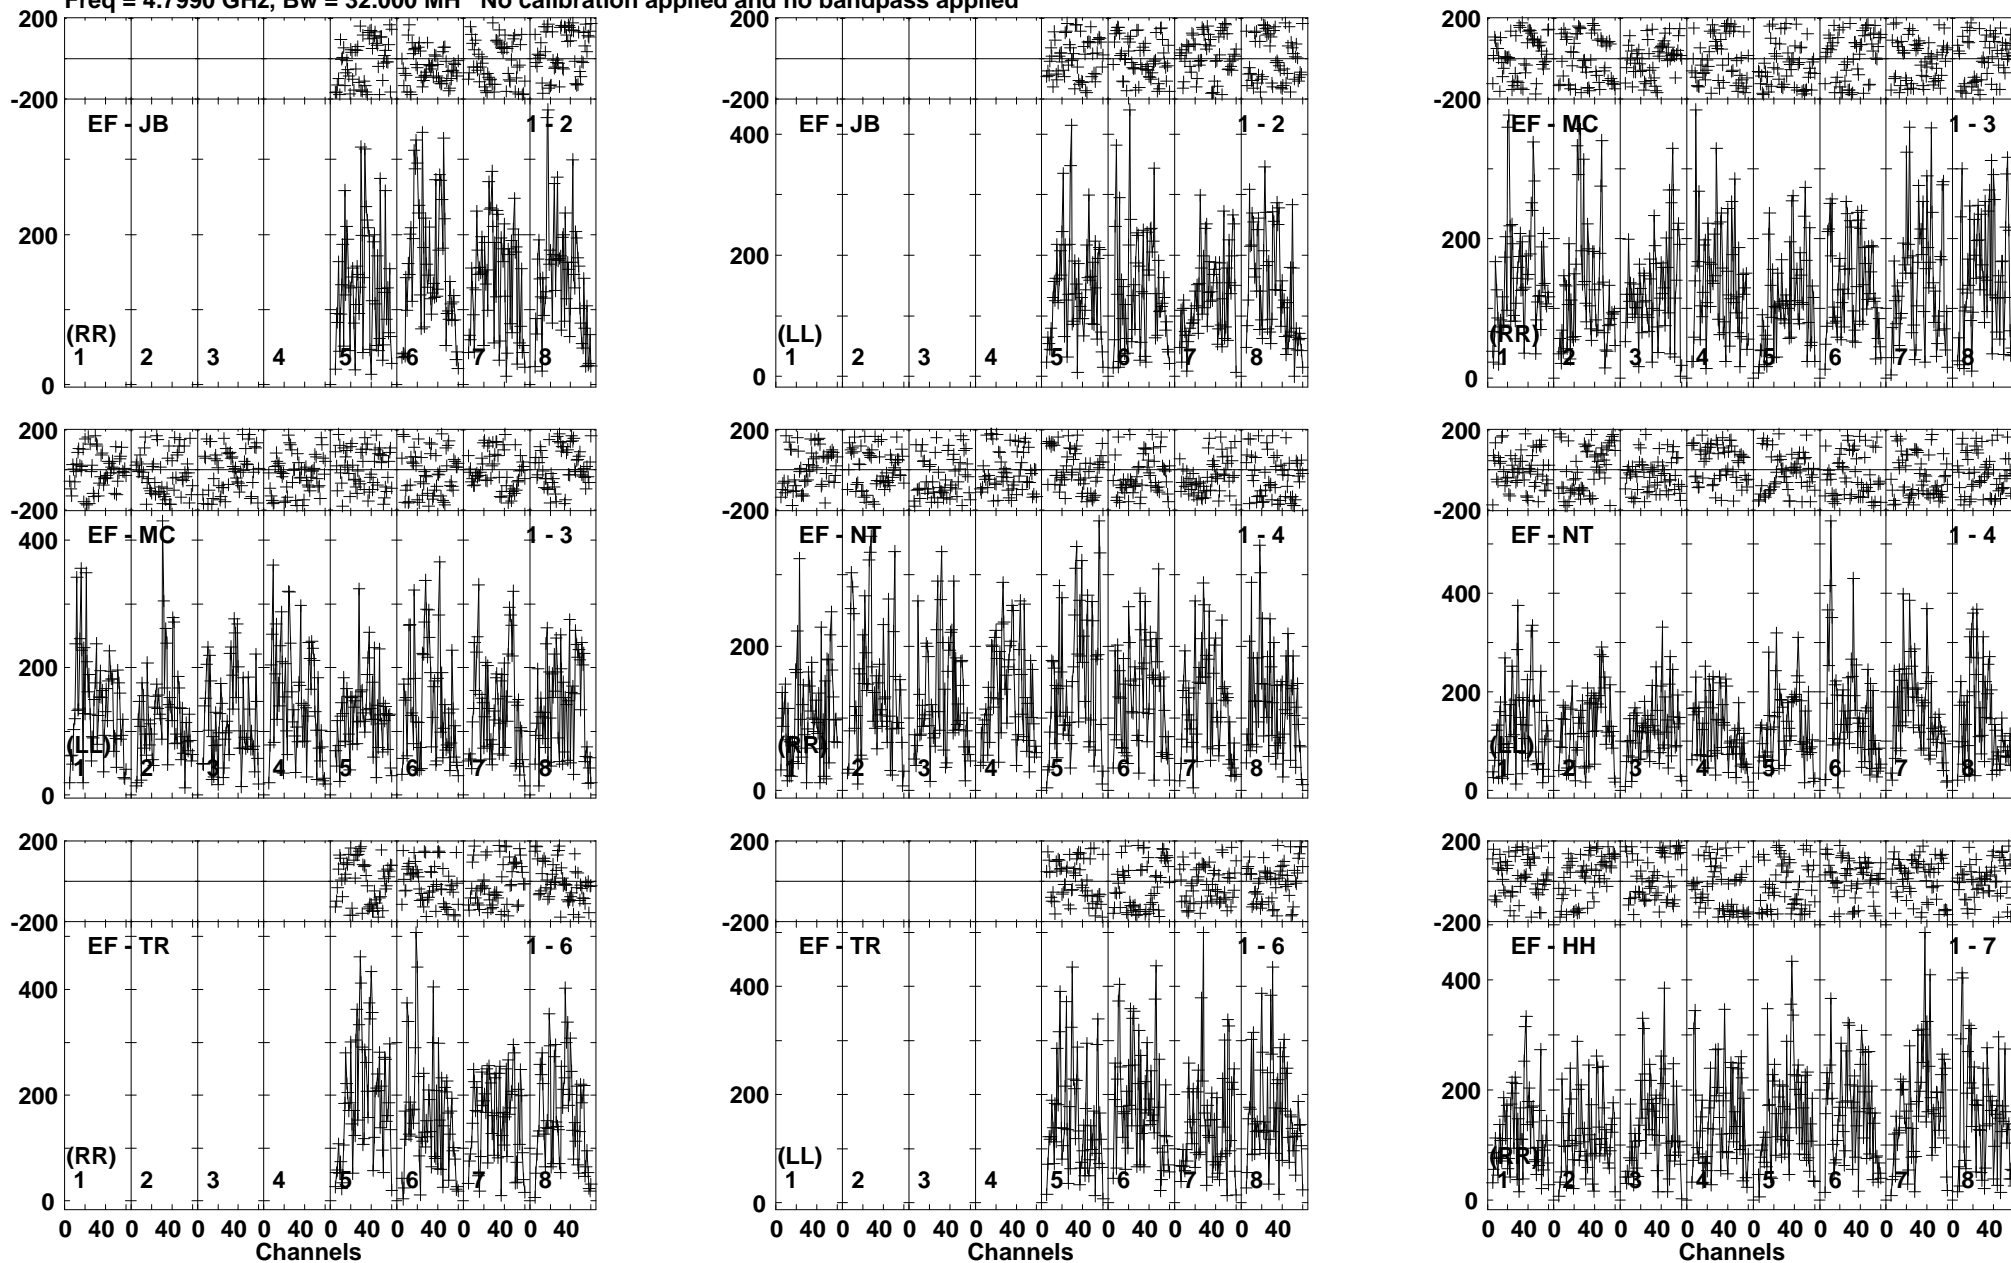 Freq = 4.7990 GHz, Bw = 32.000 MH No calibration applied and no bandpass applied
200 200 200
-200 -200 -200
EF - JB 1 - 2 EF - JB 1 - 2 EF - MC 1 - 3
400
200 200 200
(RR) (LL) (RR)
1 2 3 4 5 6 7 8 1 2 3 4 5 6 7 8 1 2 3 4 5 6 7 8
0 0 0
200 200 200
-200 -200 -200
EF - MC 1 - 3 EF - NT 1 - 4 EF - NT 1 - 4
400 400
200 200 200
(LL) (RR) (LL)
1 2 3 4 5 6 7 8 1 2 3 4 5 6 7 8 1 2 3 4 5 6 7 8
0 0 0
200 200 200
-200 -200 -200
EF - TR 1 - 6 EF - TR 1 - 6 EF - HH 1 - 7
400 400 400
200 200 200
(RR) (LL) (RR)
1 2 3 4 5 6 7 8 1 2 3 4 5 6 7 8 1 2 3 4 5 6 7 8
0 0 0
0 40 0 40 0 40 0 40 0 40 0 40 0 40 0 40 0 40 0 40 0 40 0 40 0 40 0 40 0 40 0 40 0 40 0 40 0 40 0 40 0 40 0 40 0 40 0 40
Channels Channels Channels